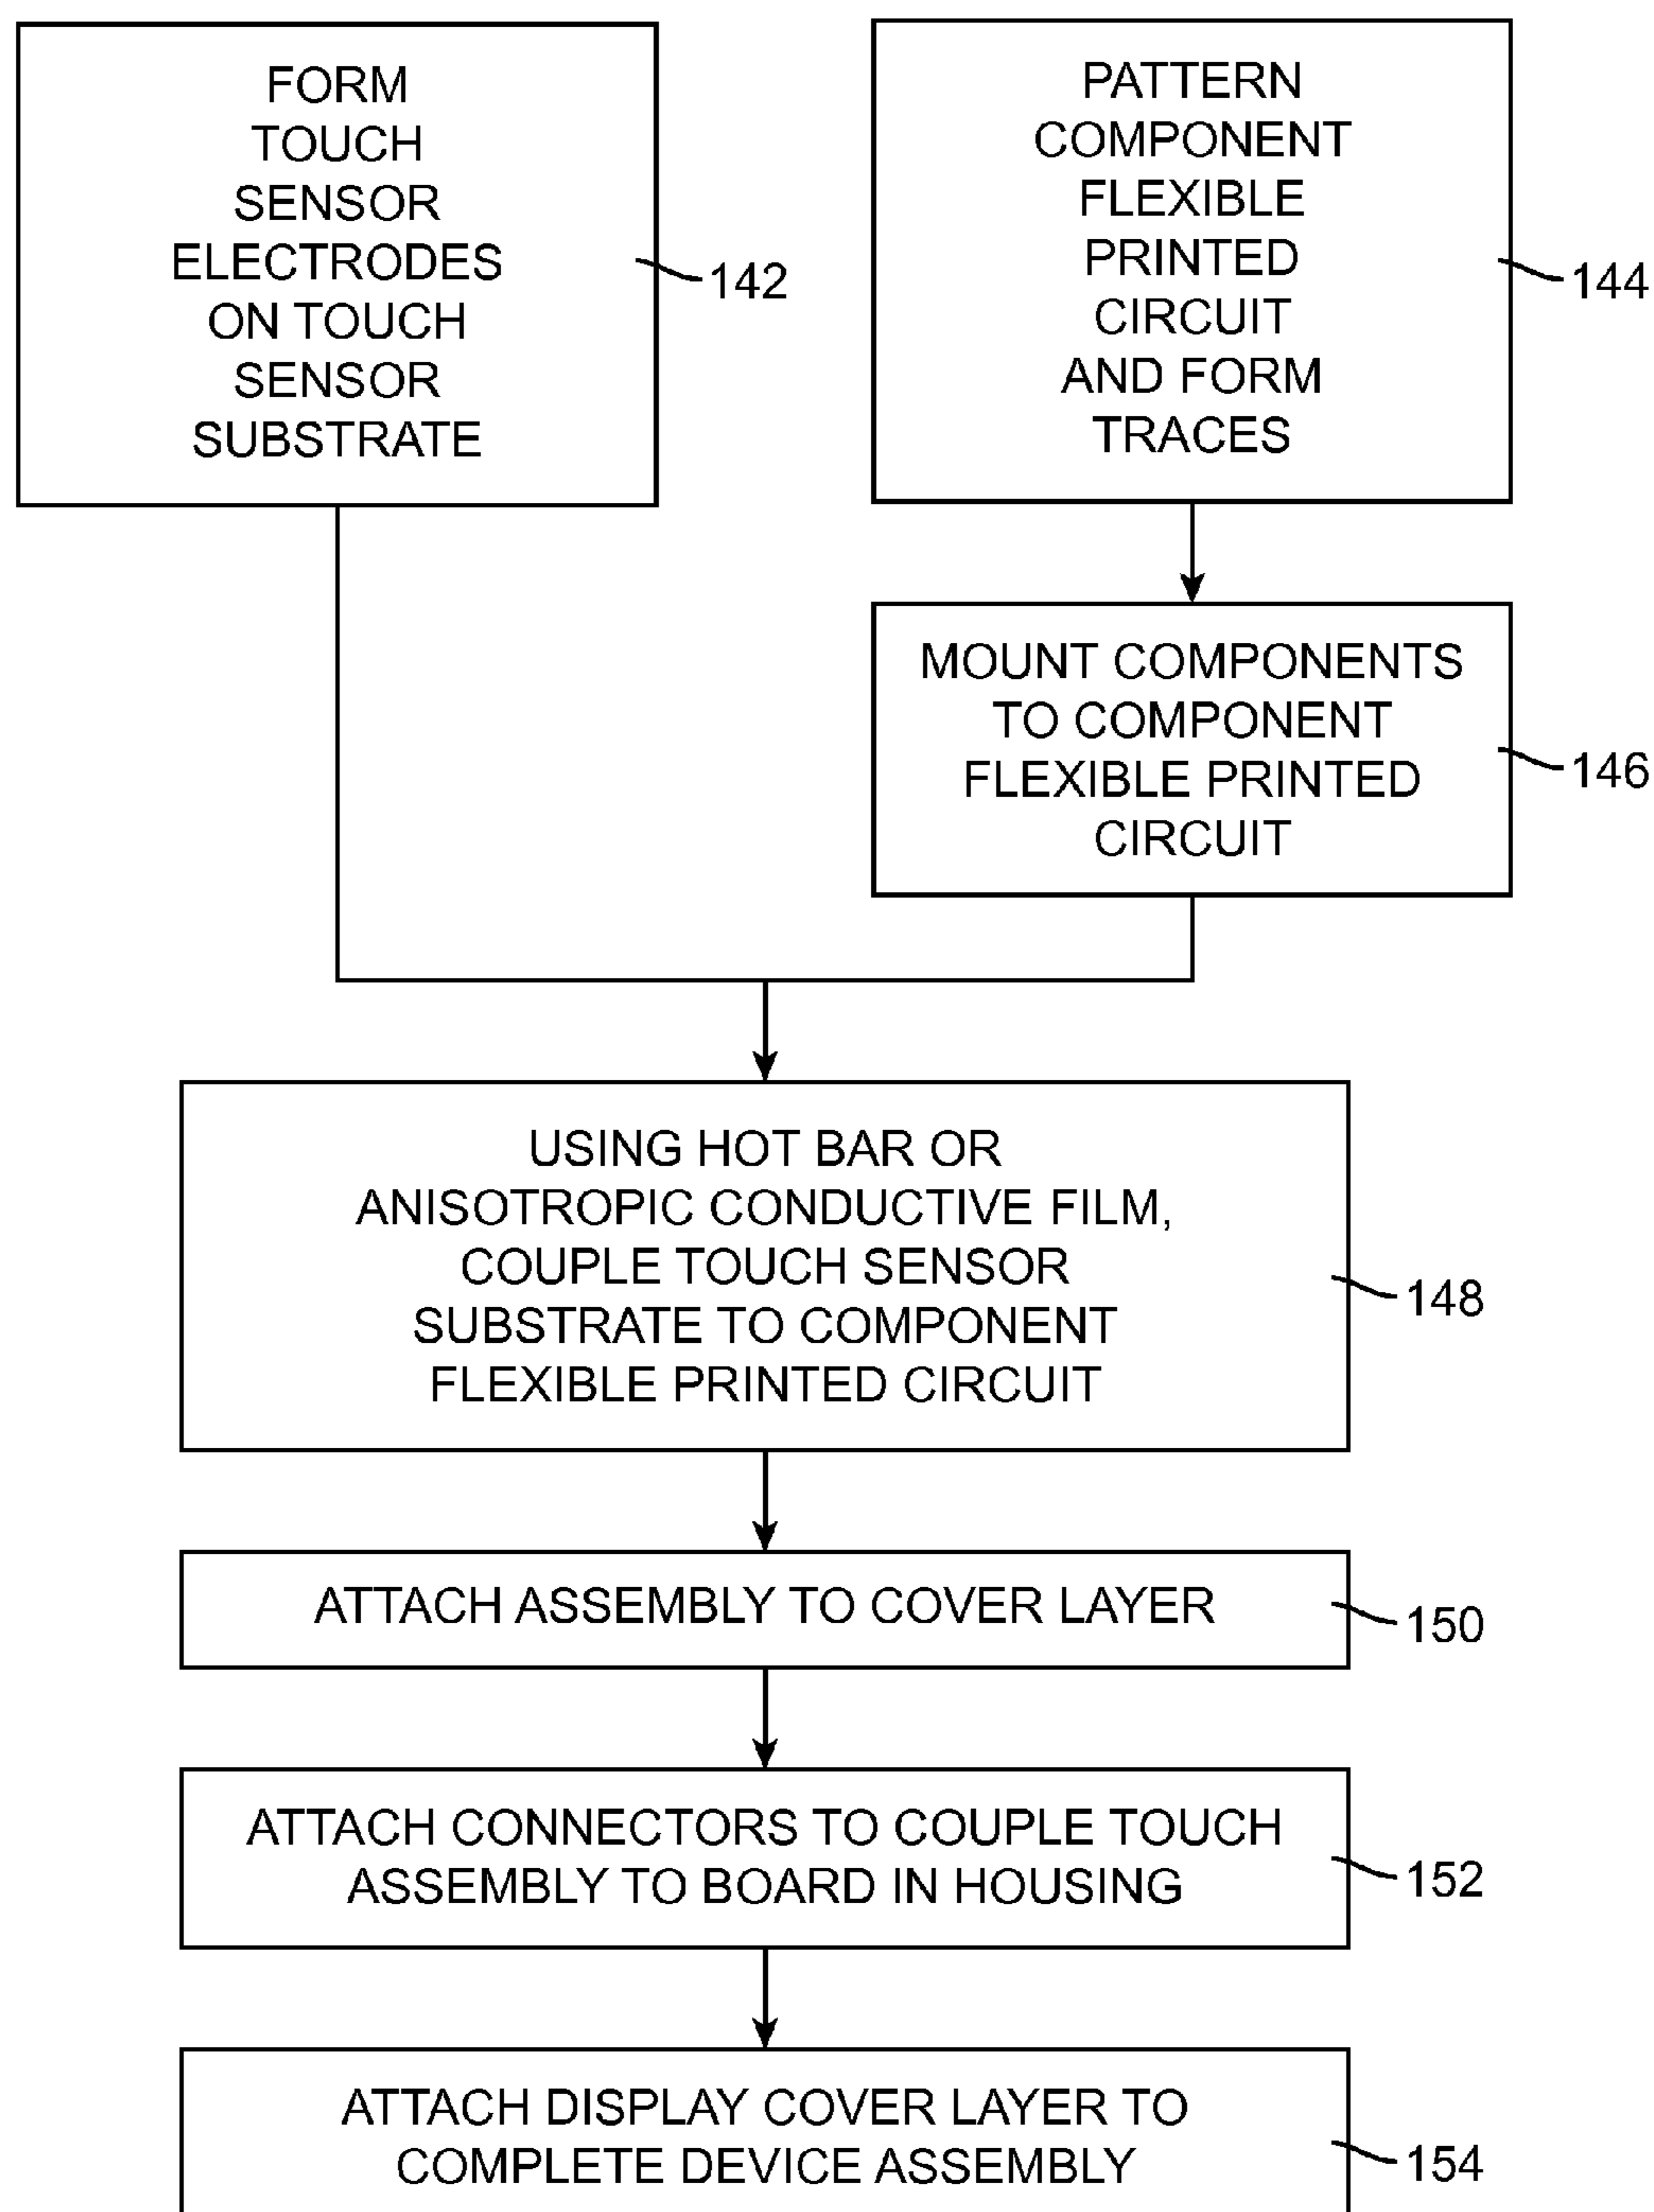 FORM
TOUCH
SENSOR
ELECTRODES
ON TOUCH
SENSOR
SUBSTRATE
142
PATTERN
COMPONENT
FLEXIBLE
PRINTED
CIRCUIT
AND FORM
TRACES
144
MOUNT COMPONENTS
TO COMPONENT
FLEXIBLE PRINTED
CIRCUIT
146
USING HOT BAR OR
ANISOTROPIC CONDUCTIVE FILM,
COUPLE TOUCH SENSOR
SUBSTRATE TO COMPONENT
FLEXIBLE PRINTED CIRCUIT
148
ATTACH ASSEMBLY TO COVER LAYER
150
ATTACH CONNECTORS TO COUPLE TOUCH
ASSEMBLY TO BOARD IN HOUSING
152
ATTACH DISPLAY COVER LAYER TO
COMPLETE DEVICE ASSEMBLY
154